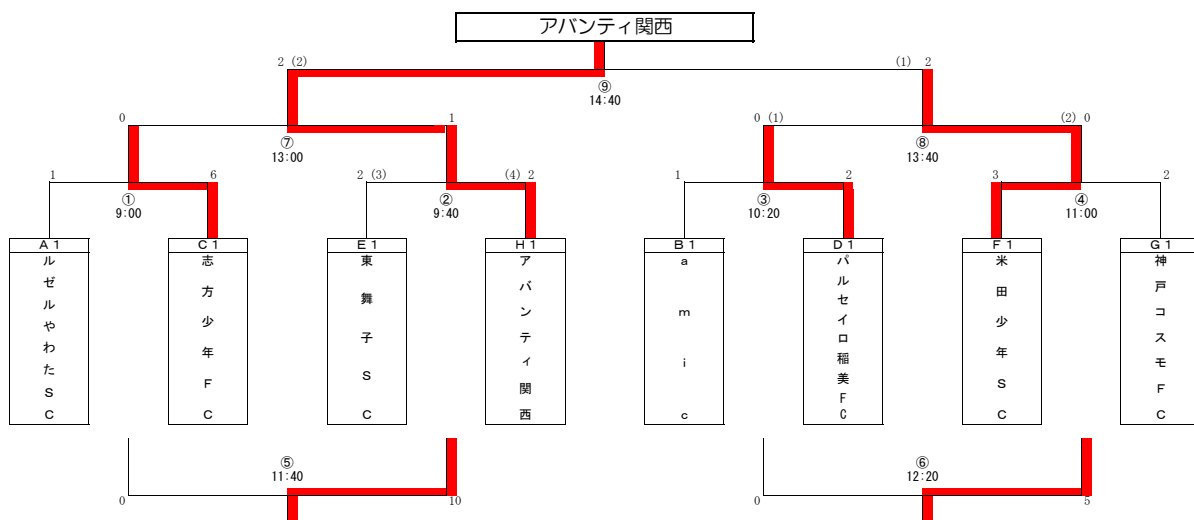 アバンティ関西
2 (2)
(1) 2
⑨
14:40
0
1
0 (1)
(2) 0
⑦
13:00
⑧
13:40
1
6
2 (3)
(4) 2
1
2
3
2
①
9:00
②
9:40
③
10:20
④
11:00
A1
C1
E1
H1
B1
D1
F1
G1
ルゼルやわたSC
志方少年FC
東舞子SC
アバンティ関西
amic
パルセイロ稲美FC
米田少年SC
神戸コスモFC
⑤
11:40
⑥
12:20
0
10
0
5